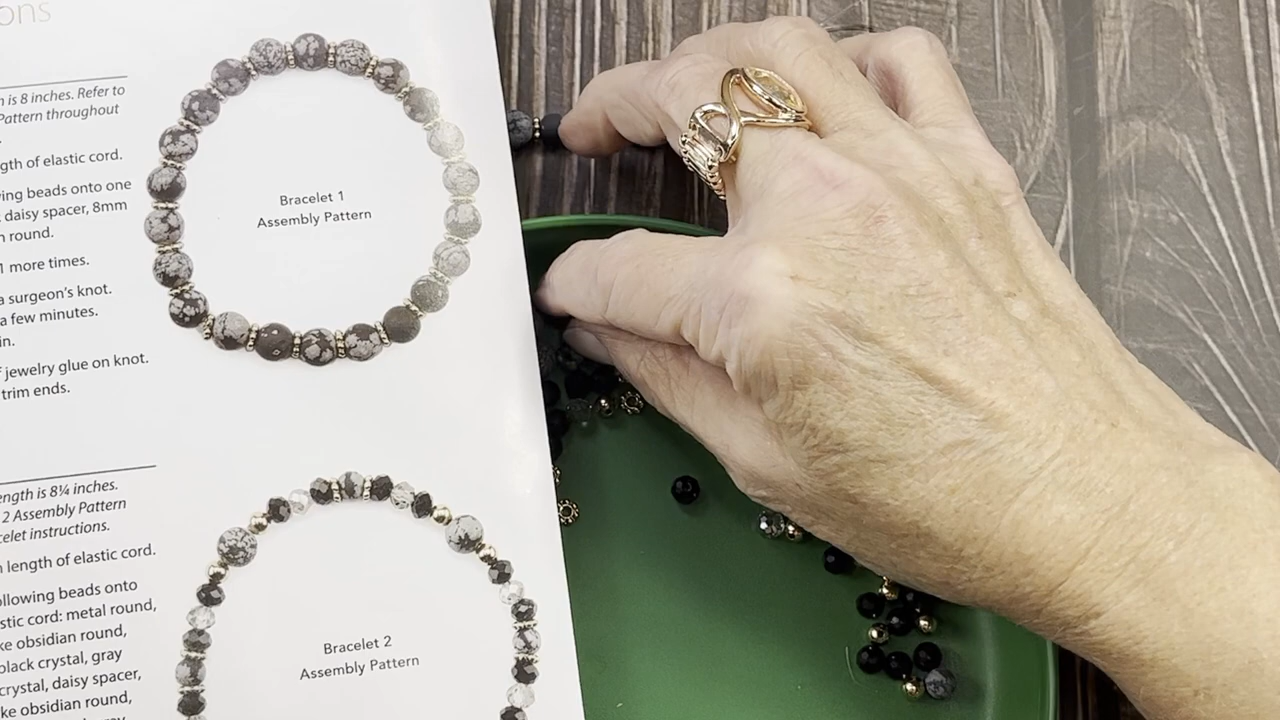 ons
n is 8 inches. Refer to
Pattern throughout
gth of elastic cord.
ving beads onto one
daisy spacer, 8mm
n round.
1 more times.
a surgeon's knot.
a few minutes.
in.
f jewelry glue on knot.
trim ends.
Bracelet 1
Assembly Pattern
ength is 8¼ inches.
2 Assembly Pattern
celet instructions.
n length of elastic cord.
ollowing beads onto
stic cord: metal round,
ke obsidian round,
black crystal, gray
crystal, daisy spacer,
ke obsidian round,
Bracelet 2
Assembly Pattern